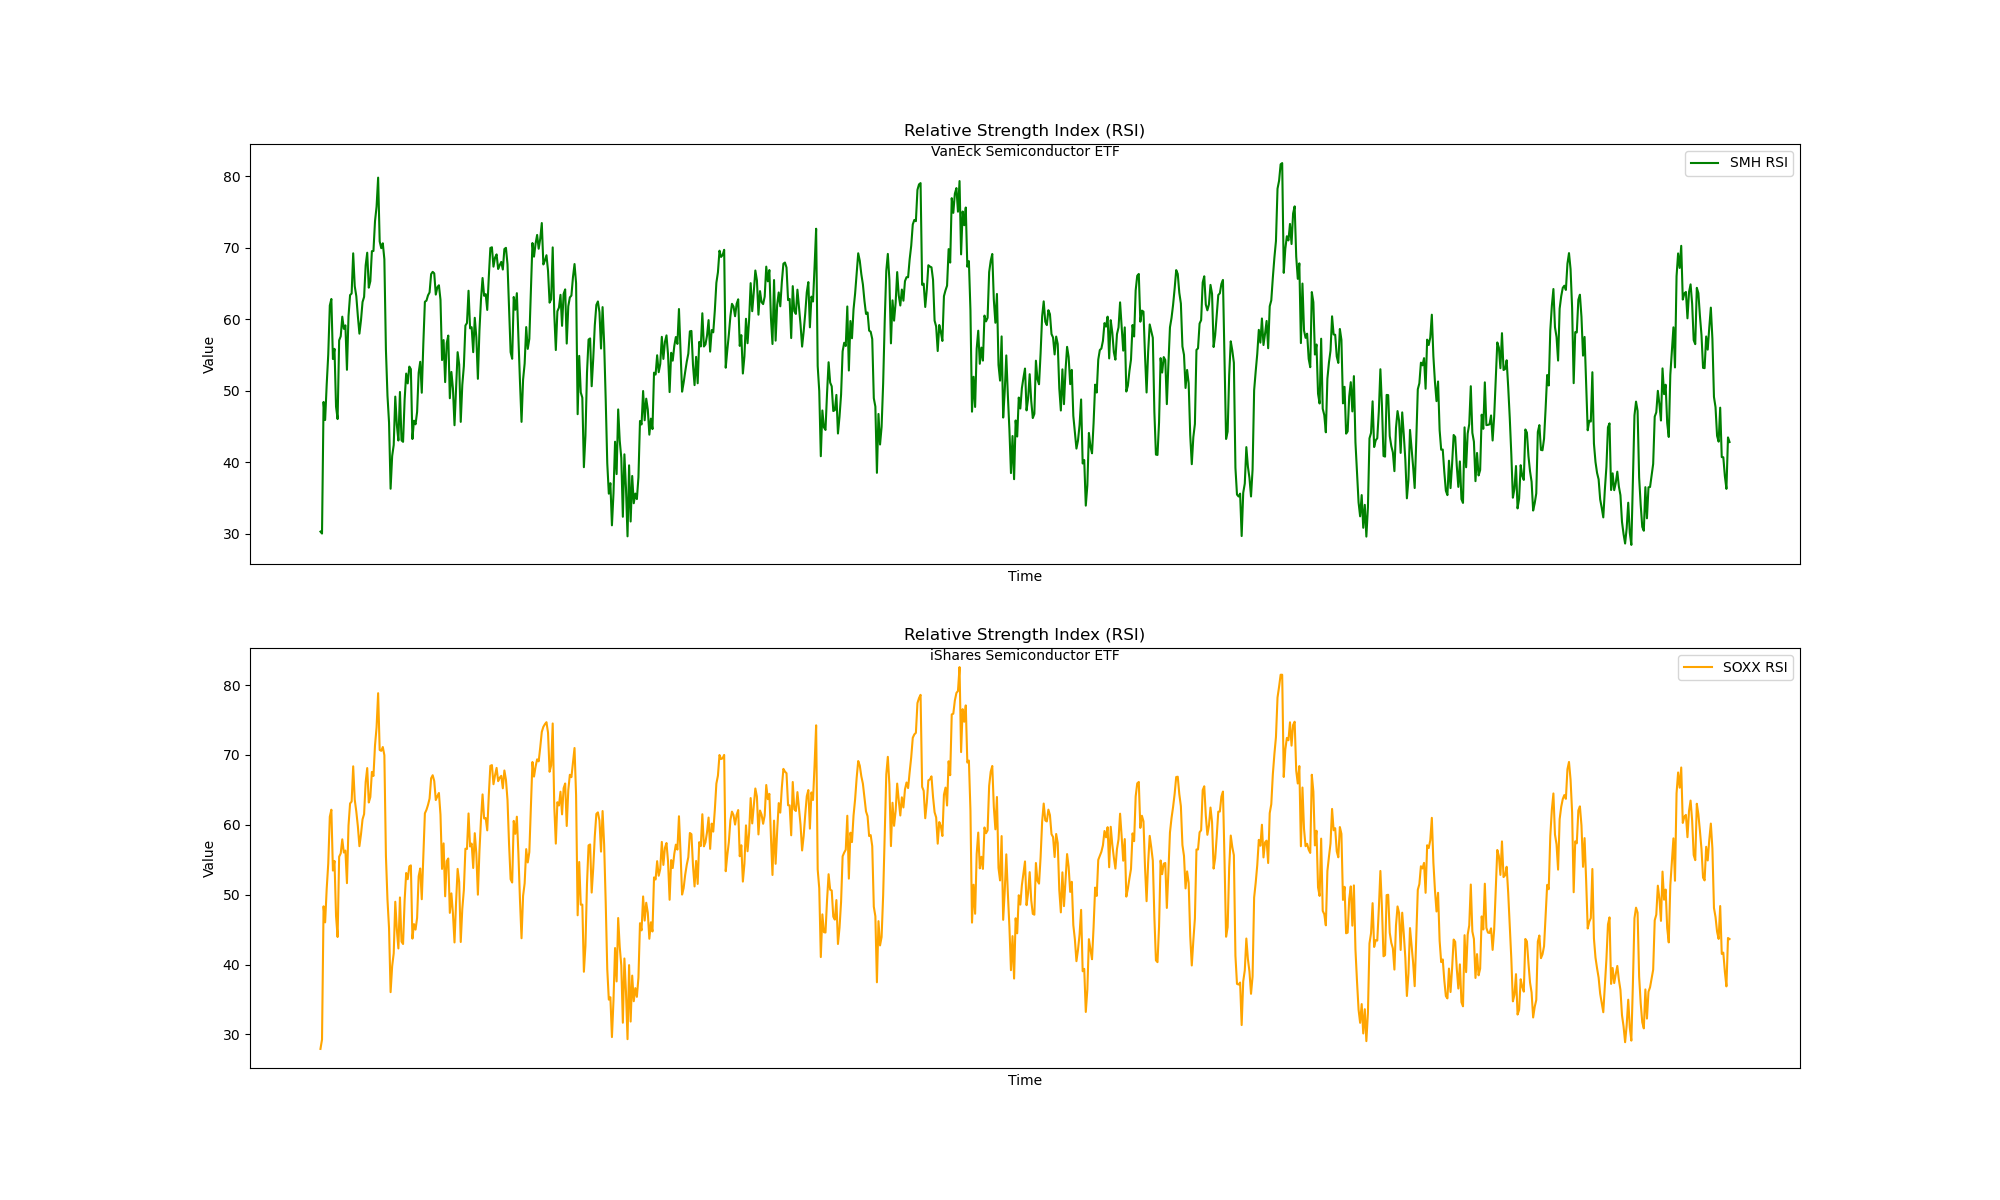 Relative Strength Index (RSI)
VanEck Semiconductor ETF
SMH RSI
80
70
60
50
40
30
Value
Time
Relative Strength Index (RSI)
iShares Semiconductor ETF
SOXX RSI
80
70
60
50
40
30
Value
Time